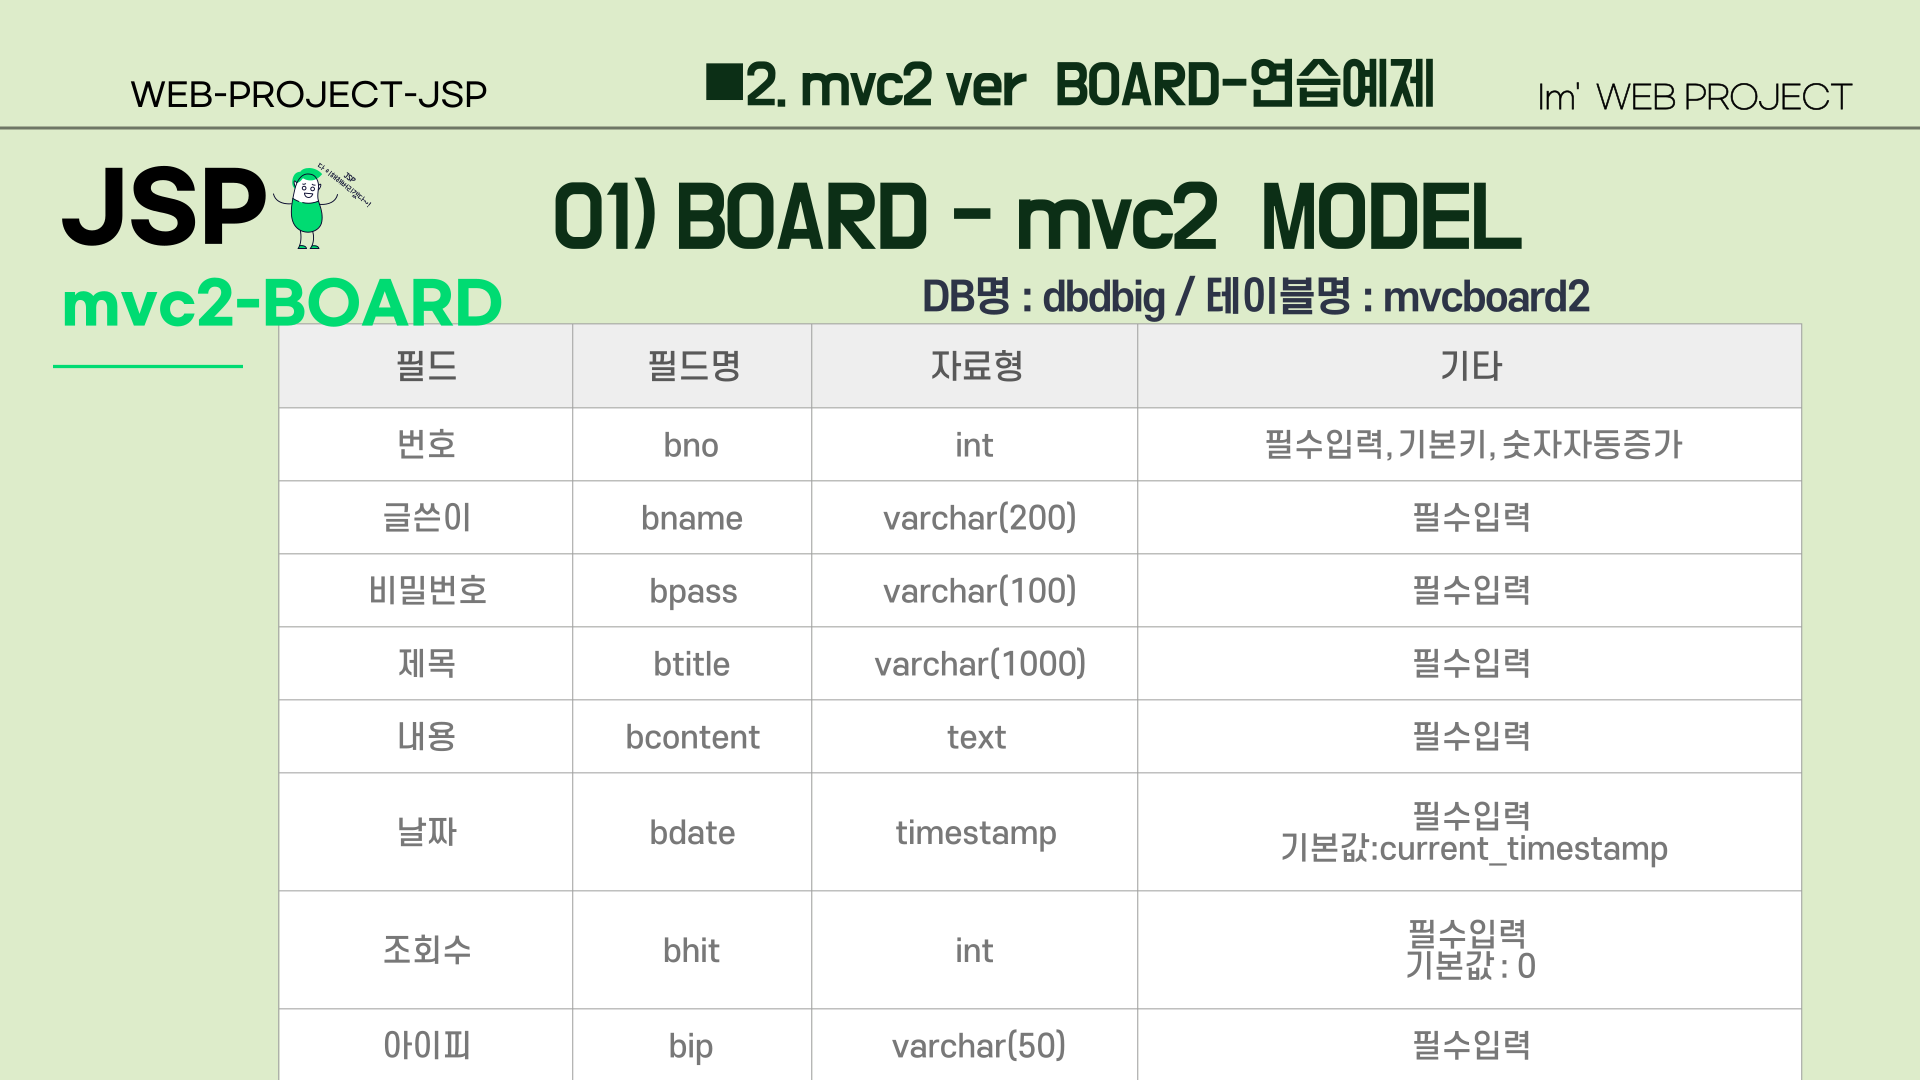 WEB-PROJECT-JSP
■2. mvc2 ver BOARD-연습예제
Im' WEB PROJECT
JSP
JSP
01) BOARD - mvc2 MODEL
mvc2-BOARD
DB명 : dbdbig / 테이블명 : mvcboard2
필드 필드명 자료형 기타
번호 bno int 필수입력, 기본키, 숫자자동증가
글쓴이 bname varchar(200) 필수입력
비밀번호 bpass varchar(100) 필수입력
제목 btitle varchar(1000) 필수입력
내용 bcontent text 필수입력
날짜 bdate timestamp 필수입력
기본값:current_timestamp
조회수 bhit int 필수입력
기본값 : 0
아이피 bip varchar(50) 필수입력